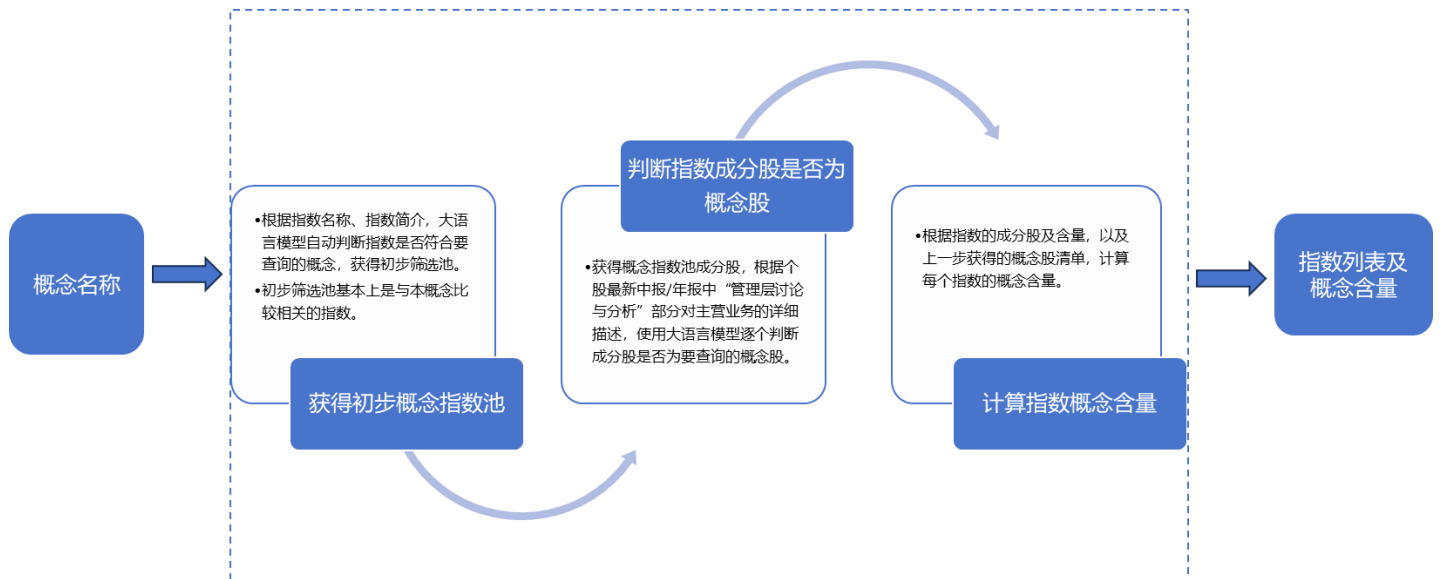 概念名称
•根据指数名称、指数简介，大语
言模型自动判断指数是否符合要
查询的概念，获得初步筛选池。
•初步筛选池基本上是与本概念比
较相关的指数。
获得初步概念指数池
判断指数成分股是否为
概念股
•获得概念指数池成分股，根据个
股最新中报/年报中“管理层讨论
与分析”部分对主营业务的详细
描述，使用大语言模型逐个判断
成分股是否为要查询的概念股。
•根据指数的成分股及含量，以及
上一步获得的概念股清单，计算
每个指数的概念含量。
计算指数概念含量
指数列表及
概念含量